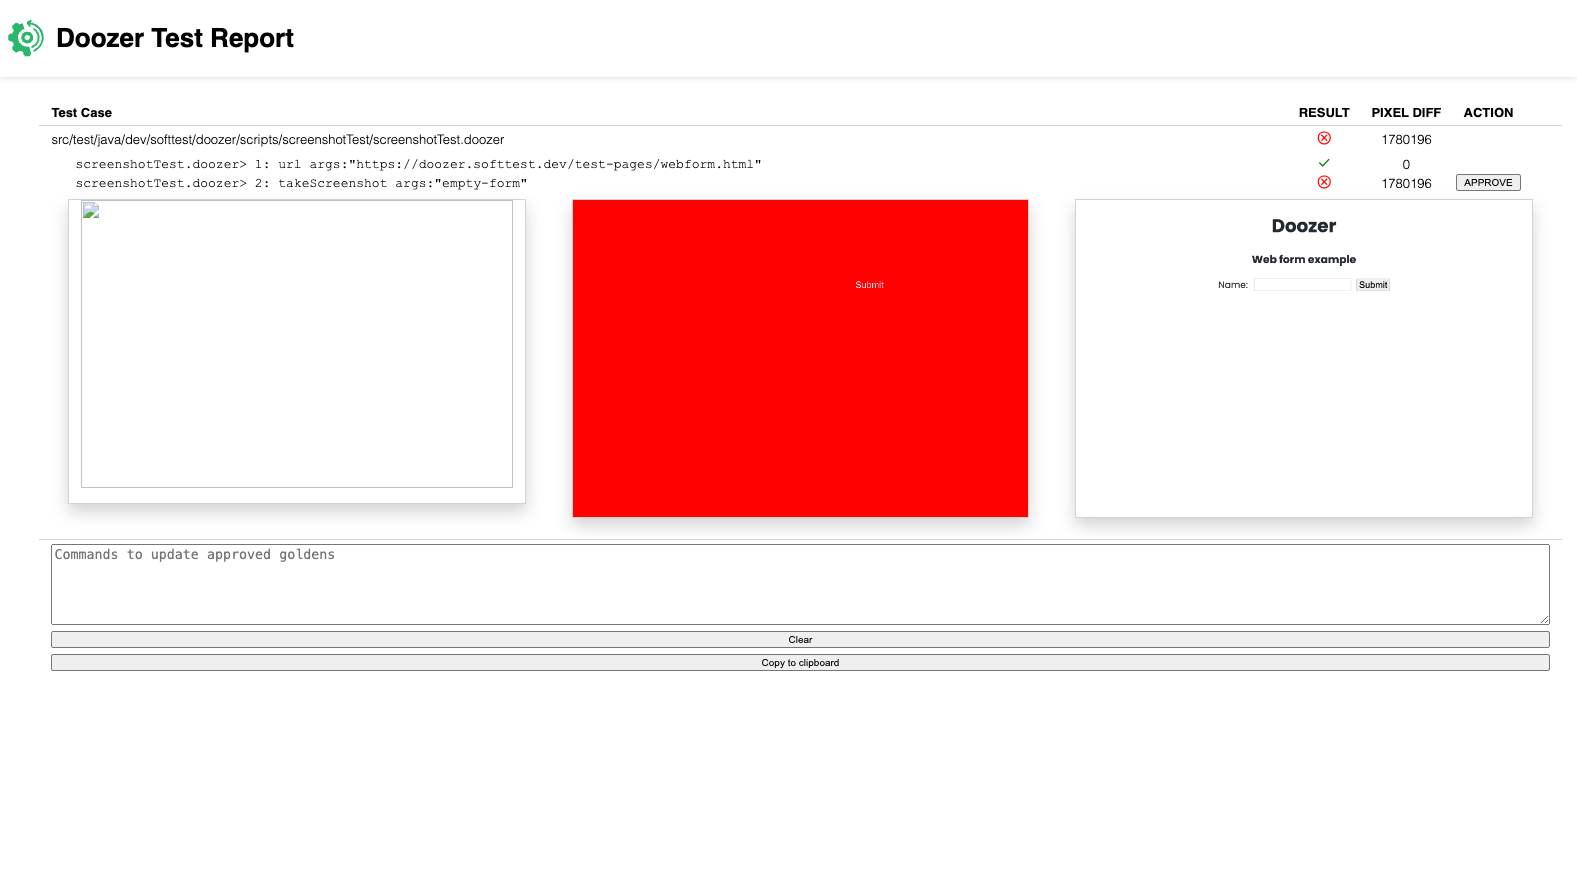 Doozer Test Report
Test Case RESULT PIXEL DIFF ACTION
src/test/java/dev/softtest/doozer/scripts/screenshotTest/screenshotTest.doozer 1780196
screenshotTest.doozer> 1: url args:"https://doozer.softtest.dev/test-pages/webform.html" 0
screenshotTest.doozer> 2: takeScreenshot args:"empty-form" 1780196 APPROVE
Submit
Doozer
Web form example
Name: Submit
Commands to update approved goldens
Clear
Copy to clipboard